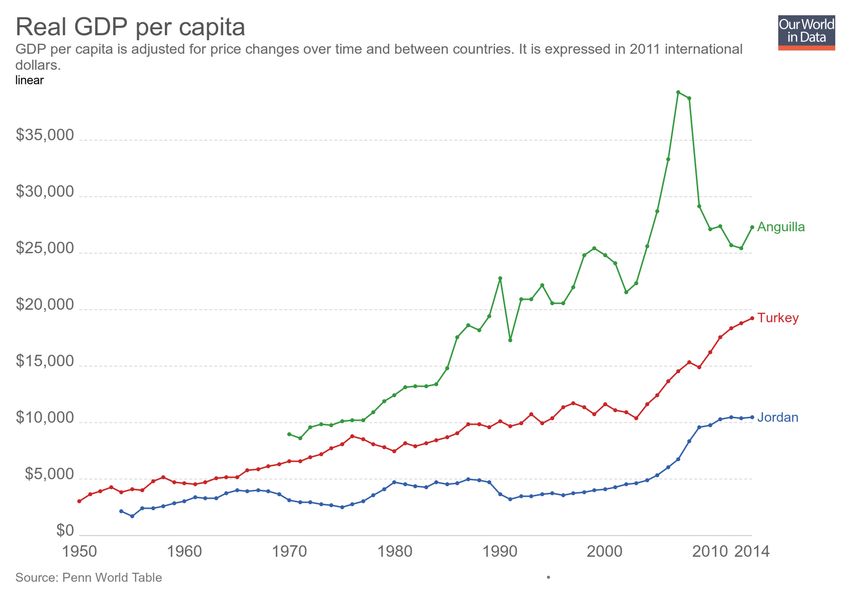 Real GDP per capita
Our World
in Data
GDP per capita is adjusted for price changes over time and between countries. It is expressed in 2011 international
dollars.
linear
$35,000
$30,000
$25,000
Anguilla
$20,000
Turkey
$15,000
$10,000
Jordan
$5,000
$0
1950 1960 1970 1980 1990 2000 2010 2014
Source: Penn World Table